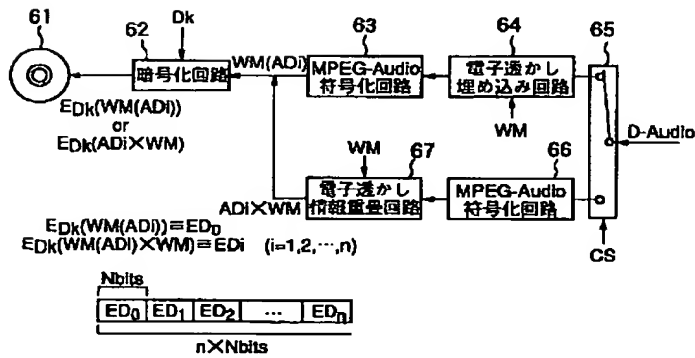 61
62
Dk
暗号化回路
WM(ADi)
63
MPEG-Audio
符号化回路
64
電子透かし
埋め込み回路
WM
65
D-Audio
EDk(WM(ADi))
or
EDk(ADi×WM)
WM
67
電子透かし
情報重畳回路
ADi×WM
66
MPEG-Audio
符号化回路
CS
EDk(WM(ADi))≡ED0
EDk(WM(ADi)×WM)≡EDi (i=1,2,…,n)
Nbits
ED0 ED1 ED2 … EDn
n×Nbits